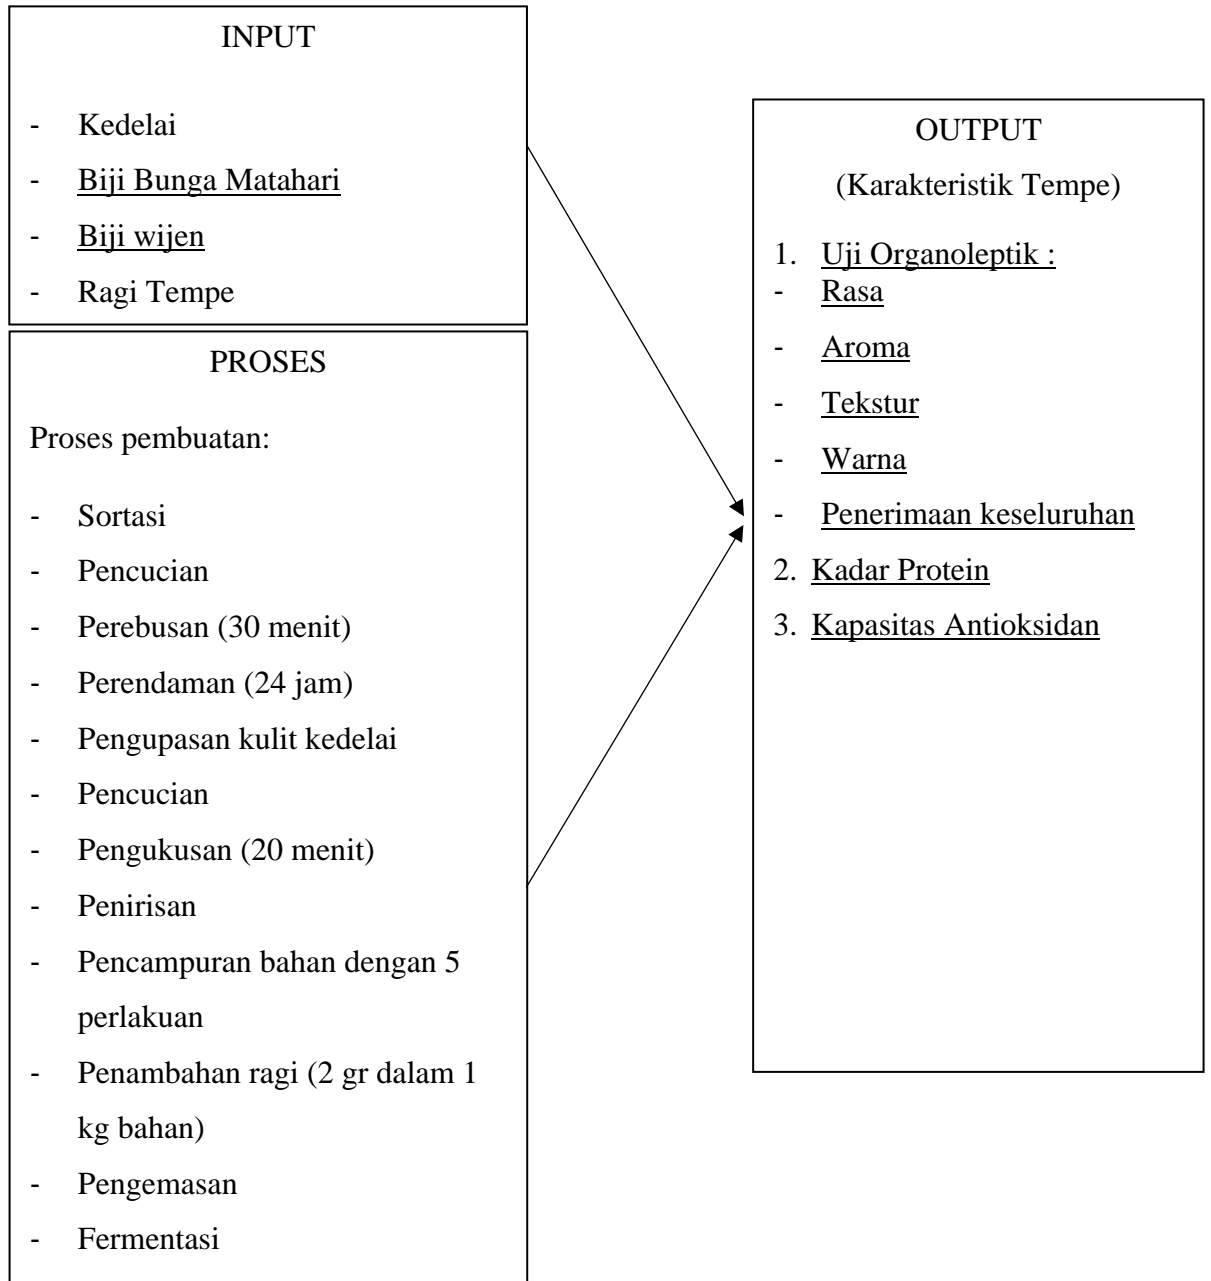 INPUT
- Kedelai
- Biji Bunga Matahari
- Biji wijen
- Ragi Tempe
PROSES
Proses pembuatan:
- Sortasi
- Pencucian
- Perebusan (30 menit)
- Perendaman (24 jam)
- Pengupasan kulit kedelai
- Pencucian
- Pengukusan (20 menit)
- Penirisan
- Pencampuran bahan dengan 5
perlakuan
- Penambahan ragi (2 gr dalam 1
kg bahan)
- Pengemasan
- Fermentasi
OUTPUT
(Karakteristik Tempe)
1. Uji Organoleptik :
- Rasa
- Aroma
- Tekstur
- Warna
- Penerimaan keseluruhan
2. Kadar Protein
3. Kapasitas Antioksidan